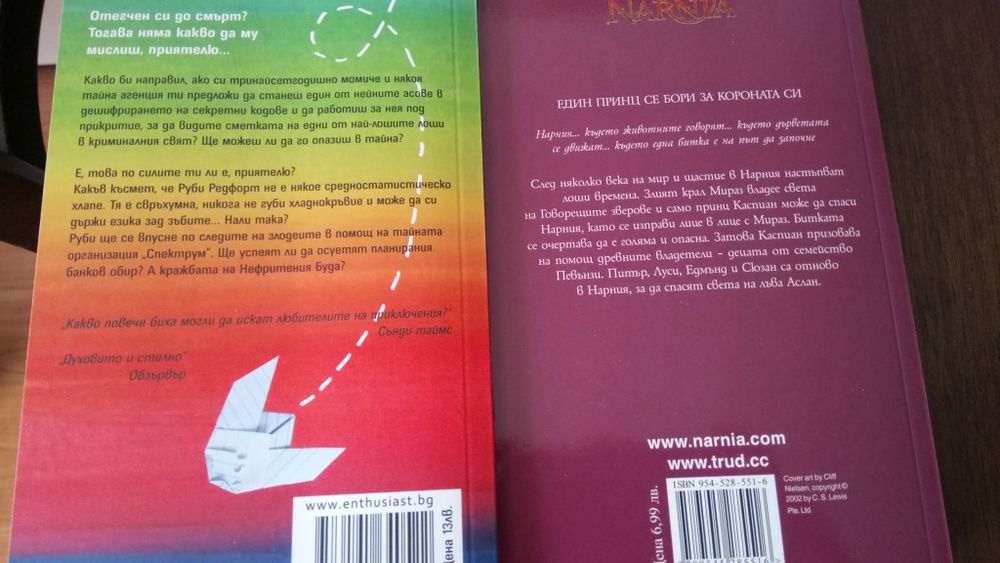 Отегчен си до смърт?
Тогава няма какво да му
мислиш, приятелю...
Какво би направил, ако си тринайсетгодишно момиче и някоя
тайна агенция ти предложи да станеш един от нейните асове в
дешифрирането на секретни кодове и да работиш за нея под
прикритие, за да видите сметката на едни от най-лошите лоши
в криминалния свят? Ще можеш ли да го опазиш в тайна?
Е, това по силите ти ли е, приятелю?
Какъв късмет, че Руби Редфорт не е някое средностатистическо
хлапе. Тя е свръхумна, никога не губи хладнокръвие и може да си
държи езика зад зъбите... Нали така?
Руби ще се впусне по следите на злодеите в помощ на тайната
организация „Спектрум". Ще успеят ли да осуетят планирания
банков обир? А кражбата на Нефритения Буда?
„Какво повече биха могли да искат любителите на приключения?"
Сънди таймс
„Духовито и стилно"
Обзървър
www.enthusiast.bg
Цена 13лв.
NARNIA
ЕДИН ПРИНЦ СЕ БОРИ ЗА КОРОНАТА СИ
Нарния... където животните говорят... където дърветата
се движат... където една битка е на път да започне
След няколко века на мир и щастие в Нарния настъпват
лоши времена. Злият крал Мираз владее света
на Говорещите зверове и само принц Каспиан може да спаси
Нарния, като се изправи лице в лице с Мираз. Битката
се очертава да е голяма и опасна. Затова Каспиан призовава
на помощ древните владетели – децата от семейство
Певънзи. Питър, Луси, Едмънд и Сюзан са отново
в Нарния, за да спасят света на лъва Аслан.
www.narnia.com
www.trud.cc
ISBN 954-528-551-6
Cover art by Cliff
Nielsen, copyright ©
2002 by C. S. Lewis
Pte. Ltd.
Цена 6,99 лв.